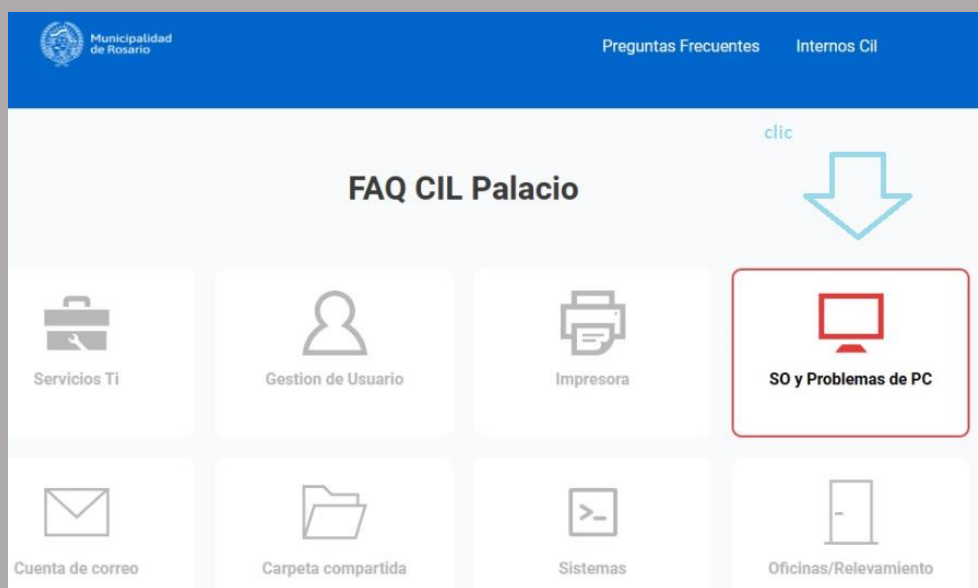 Municipalidad
de Rosario
Preguntas Frecuentes
Internos Cil
clic
FAQ CIL Palacio
Servicios Ti
Gestion de Usuario
Impresora
SO y Problemas de PC
Cuenta de correo
Carpeta compartida
Sistemas
Oficinas/Relevamiento